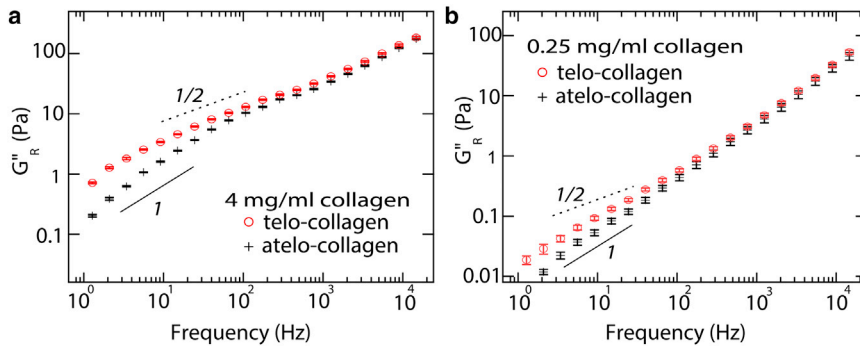 a
G"R (Pa)
100
10
1
0.1
1/2
1
4 mg/ml collagen
telo-collagen
atelo-collagen
10^0 10^1 10^2 10^3 10^4
Frequency (Hz)
b
G"R (Pa)
100
10
1
0.1
0.01
0.25 mg/ml collagen
telo-collagen
atelo-collagen
1/2
1
10^0 10^1 10^2 10^3 10^4
Frequency (Hz)